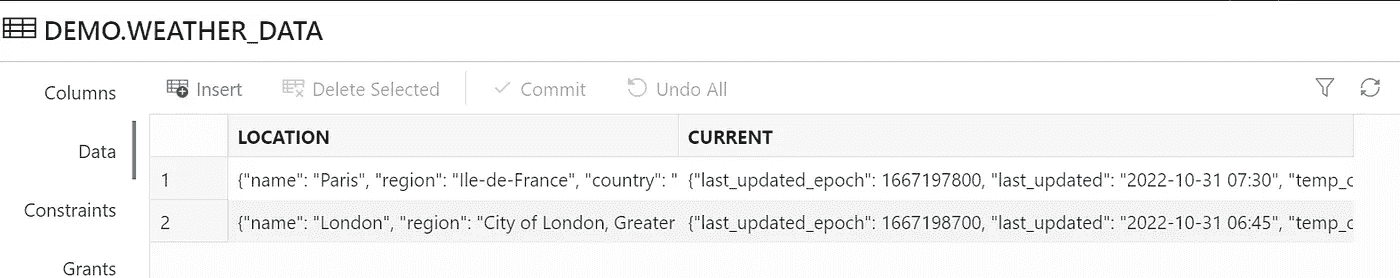 DEMO.WEATHER_DATA
Columns
Insert
Delete Selected
Commit
Undo All
LOCATION
CURRENT
Data
1
{"name": "Paris", "region": "Ile-de-France", "country": "
{"last_updated_epoch": 1667197800, "last_updated": "2022-10-31 07:30", "temp_c
Constraints
2
{"name": "London", "region": "City of London, Greater
{"last_updated_epoch": 1667198700, "last_updated": "2022-10-31 06:45", "temp_c
Grants